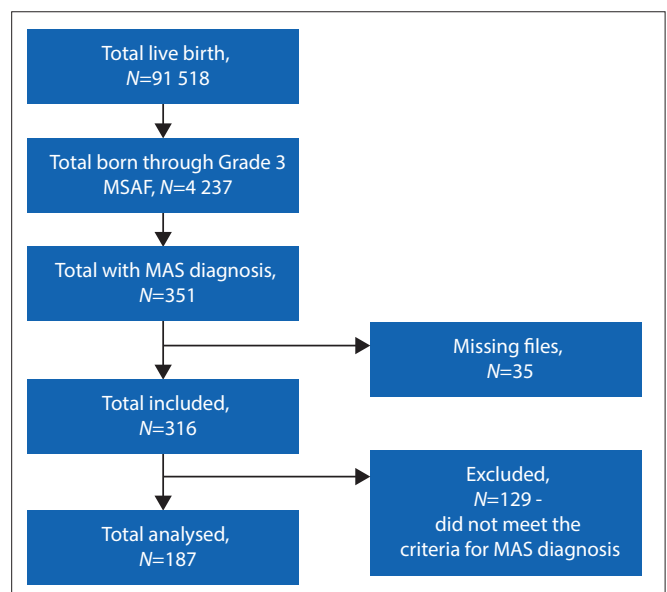 Total live birth,
N=91 518
Total born through Grade 3
MSAF, N=4 237
Total with MAS diagnosis,
N=351
Missing files,
N=35
Total included,
N=316
Excluded,
N=129 -
did not meet the
criteria for MAS diagnosis
Total analysed,
N=187